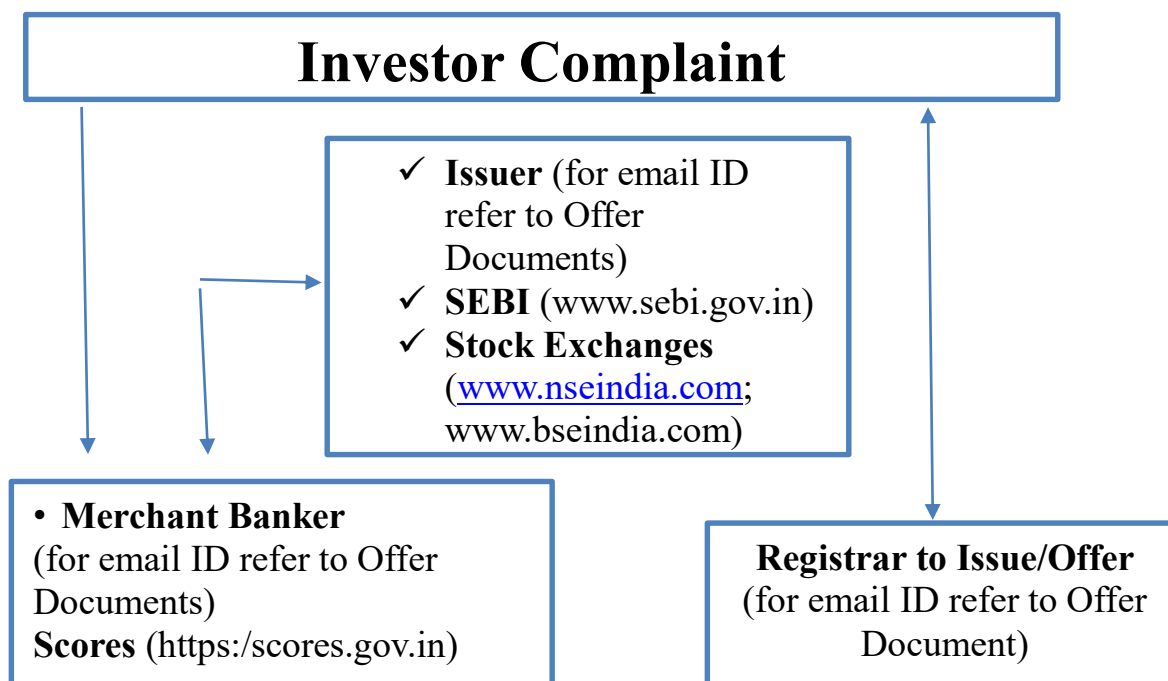 Investor Complaint
✓ Issuer (for email ID
refer to Offer
Documents)
✓ SEBI (www.sebi.gov.in)
✓ Stock Exchanges
(www.nseindia.com;
www.bseindia.com)
• Merchant Banker
(for email ID refer to Offer
Documents)
Scores (https:/scores.gov.in)
Registrar to Issue/Offer
(for email ID refer to Offer
Document)